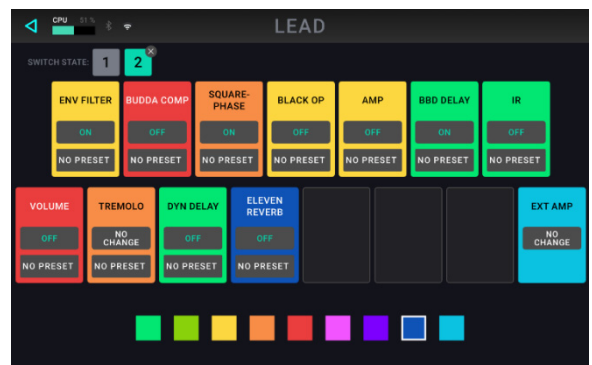 CPU 51 %
LEAD
SWITCH STATE: 1 2
ENV FILTER
ON
NO PRESET
BUDDA COMP
OFF
NO PRESET
SQUARE-
PHASE
ON
NO PRESET
BLACK OP
OFF
NO PRESET
AMP
OFF
NO PRESET
BBD DELAY
ON
NO PRESET
IR
OFF
NO PRESET
VOLUME
OFF
NO PRESET
TREMOLO
NO
CHANGE
NO PRESET
DYN DELAY
OFF
NO PRESET
ELEVEN
REVERB
OFF
NO PRESET
EXT AMP
NO
CHANGE